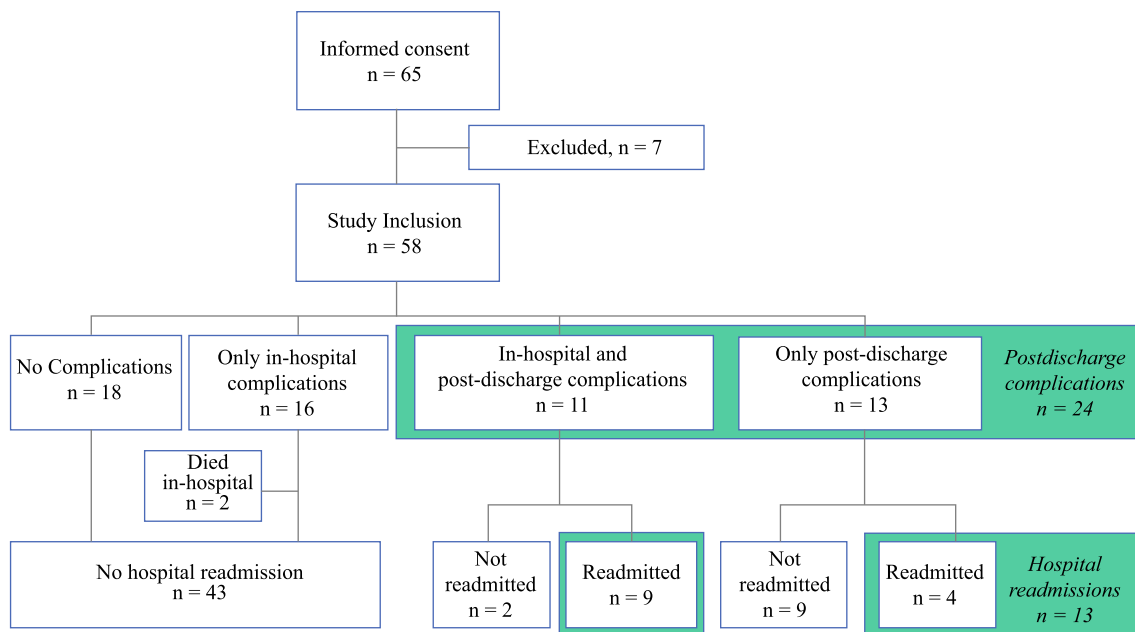 Informed consent
n = 65
Excluded, n = 7
Study Inclusion
n = 58
No Complications
n = 18
Only in-hospital
complications
n = 16
In-hospital and
post-discharge complications
n = 11
Only post-discharge
complications
n = 13
Postdischarge
complications
n = 24
Died
in-hospital
n = 2
No hospital readmission
n = 43
Not
readmitted
n = 2
Readmitted
n = 9
Not
readmitted
n = 9
Readmitted
n = 4
Hospital
readmissions
n = 13